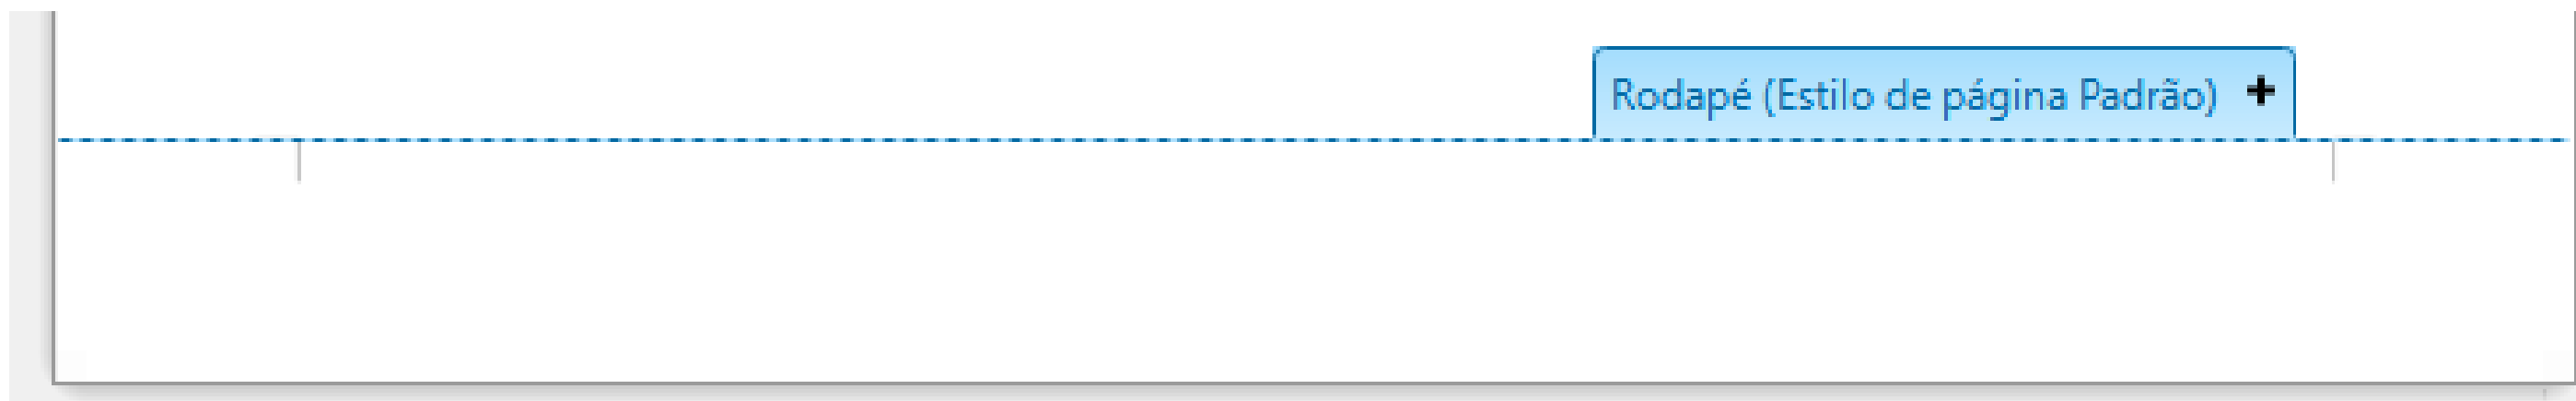 Rodapé (Estilo de página Padrão) +